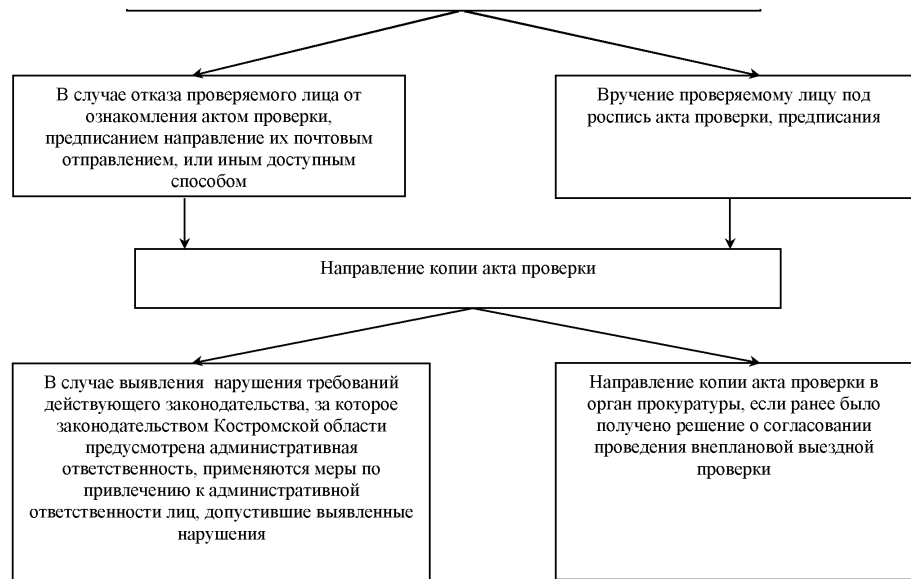 В случае отказа проверяемого лица от
ознакомления актом проверки,
предписанием направление их почтовым
отправлением, или иным доступным
способом
Вручение проверяемому лицу под
роспись акта проверки, предписания
Направление копии акта проверки
В случае выявления  нарушения требований
действующего законодательства, за которое
законодательством Костромской области
предусмотрена административная
ответственность, применяются меры по
привлечению к административной
ответственности лиц, допустившие выявленные
нарушения
Направление копии акта проверки в
орган прокуратуры, если ранее было
получено решение о согласовании
проведения внеплановой выездной
проверки